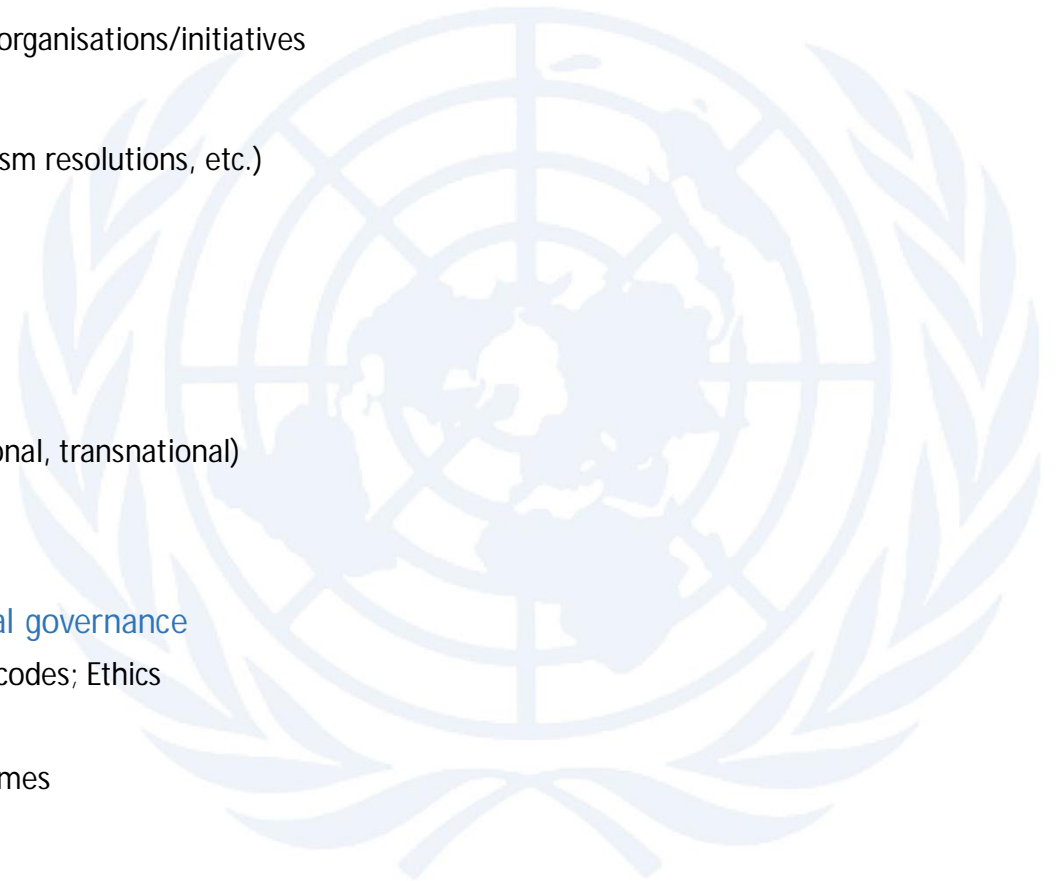 organisations/initiatives
sm resolutions, etc.)
onal, transnational)
al governance
codes; Ethics
mes